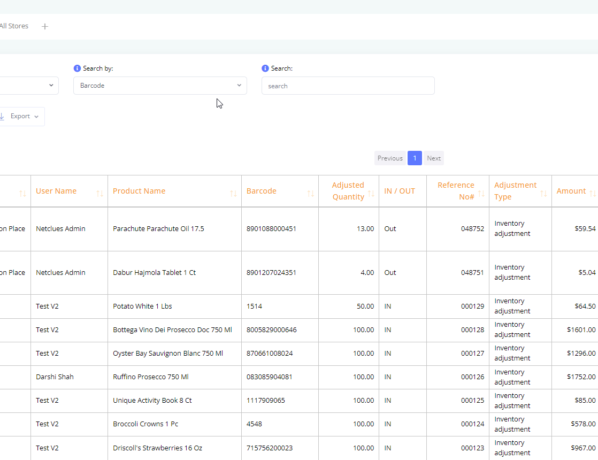 All Stores +
Search by: Search:
Barcode search
Export
Previous 1 Next
User Name Product Name Barcode Adjusted Quantity IN / OUT Reference No# Adjustment Type Amount
on Place Netclues Admin Parachute Parachute Oil 17.5 8901088000451 13.00 Out 048752 Inventory adjustment $59.54
on Place Netclues Admin Dabur Hajmola Tablet 1 Ct 8901207024351 4.00 Out 048751 Inventory adjustment $5.04
Test V2 Potato White 1 Lbs 1514 50.00 IN 000129 Inventory adjustment $64.50
Test V2 Bottega Vino Dei Prosecco Doc 750 Ml 8005829000646 100.00 IN 000128 Inventory adjustment $1601.00
Test V2 Oyster Bay Sauvignon Blanc 750 Ml 870661008024 100.00 IN 000127 Inventory adjustment $1296.00
Darshi Shah Ruffino Prosecco 750 Ml 083085904081 100.00 IN 000126 Inventory adjustment $1752.00
Test V2 Unique Activity Book 8 Ct 1117909065 100.00 IN 000125 Inventory adjustment $85.00
Test V2 Broccoli Crowns 1 Pc 4548 100.00 IN 000124 Inventory adjustment $578.00
Test V2 Driscoll's Strawberries 16 Oz 715756200023 100.00 IN 000123 Inventory adjustment $967.00